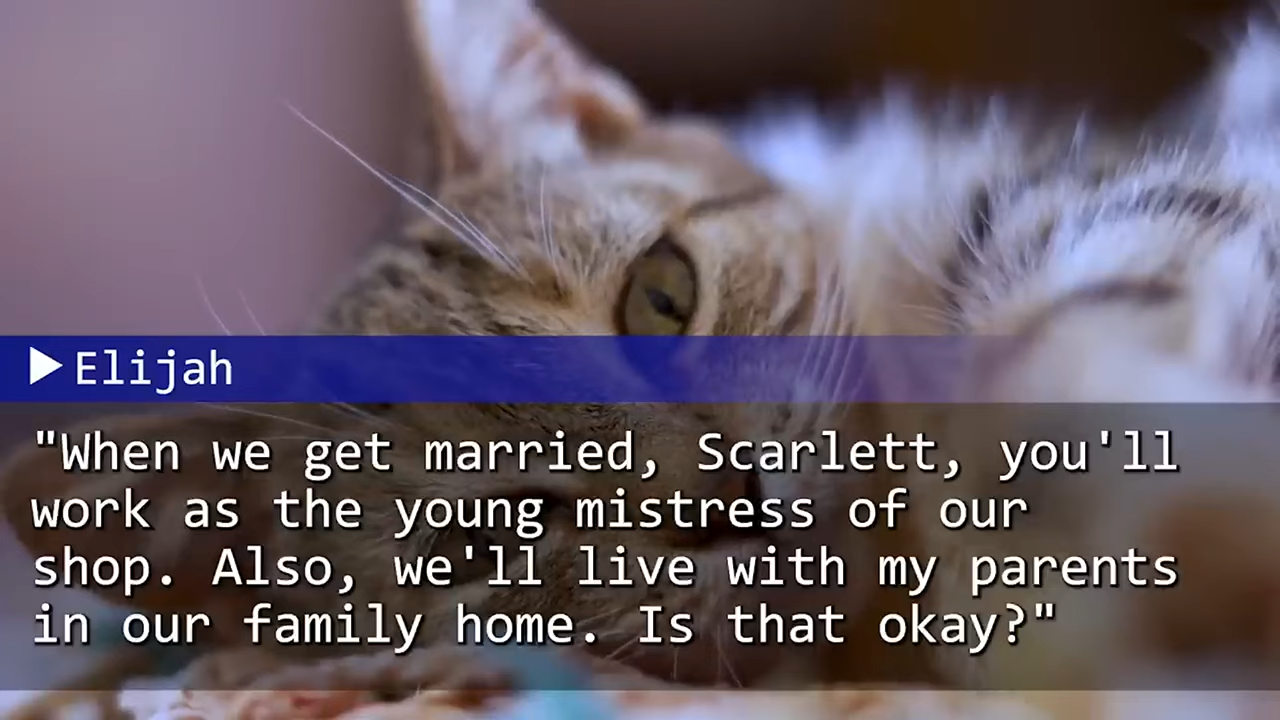 ▶Elijah
"When we get married, Scarlett, you'll
work as the young mistress of our
shop. Also, we'll live with my parents
in our family home. Is that okay?"